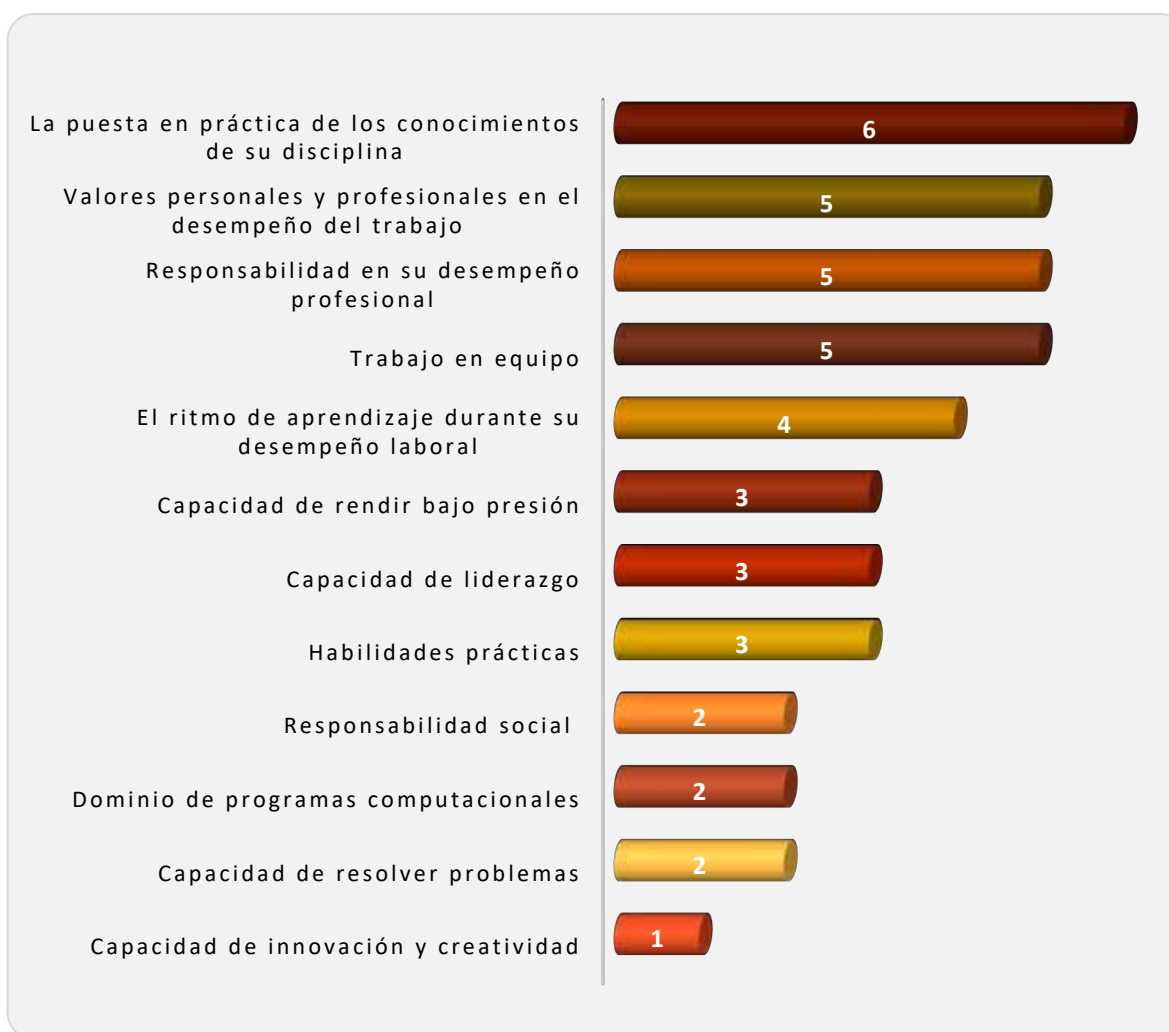 La puesta en práctica de los conocimientos
de su disciplina
6
Valores personales y profesionales en el
desempeño del trabajo
5
Responsabilidad en su desempeño
profesional
5
Trabajo en equipo
5
El ritmo de aprendizaje durante su
desempeño laboral
4
Capacidad de rendir bajo presión
3
Capacidad de liderazgo
3
Habilidades prácticas
3
Responsabilidad social
2
Dominio de programas computacionales
2
Capacidad de resolver problemas
2
Capacidad de innovación y creatividad
1